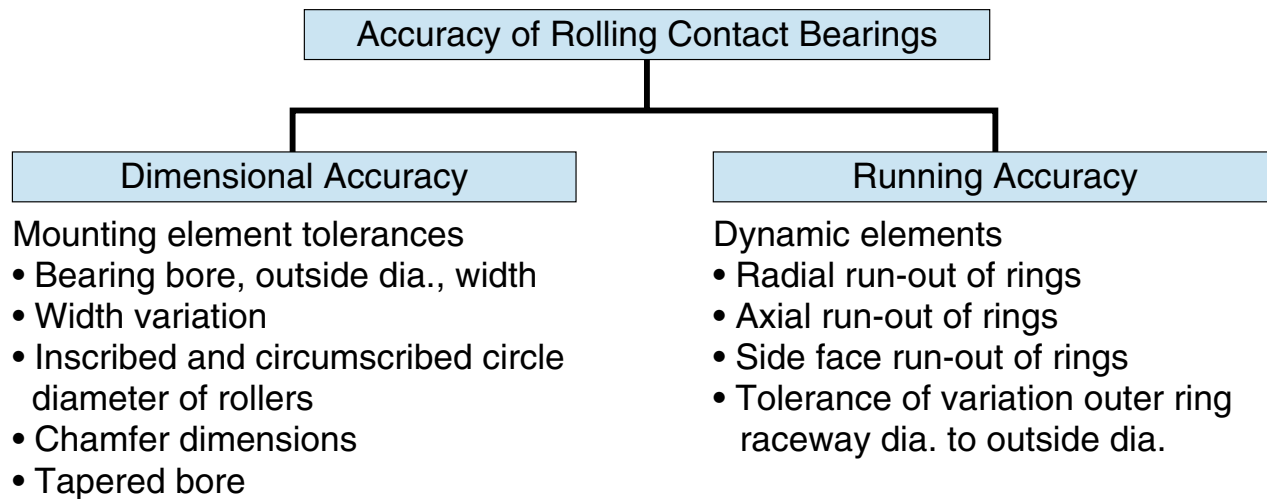 Accuracy of Rolling Contact Bearings
Dimensional Accuracy
Mounting element tolerances
• Bearing bore, outside dia., width
• Width variation
• Inscribed and circumscribed circle
diameter of rollers
• Chamfer dimensions
• Tapered bore
Running Accuracy
Dynamic elements
• Radial run-out of rings
• Axial run-out of rings
• Side face run-out of rings
• Tolerance of variation outer ring
raceway dia. to outside dia.